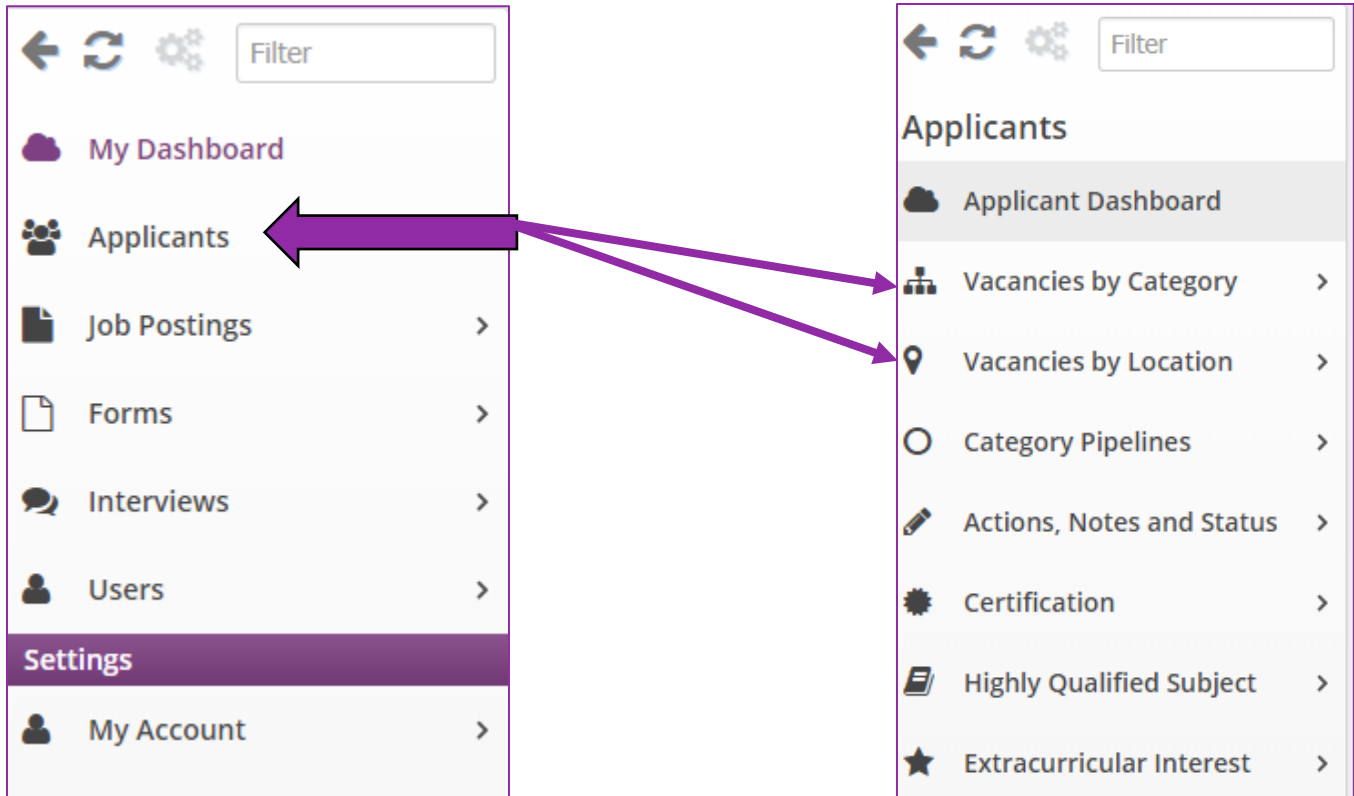 Filter
My Dashboard
Applicants
Job Postings
Forms
Interviews
Users
Settings
My Account
Filter
Applicants
Applicant Dashboard
Vacancies by Category
Vacancies by Location
Category Pipelines
Actions, Notes and Status
Certification
Highly Qualified Subject
Extracurricular Interest